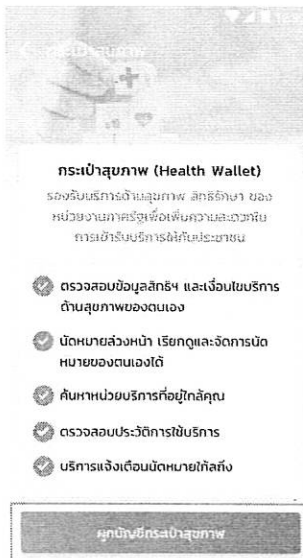 กระเป๋าสุขภาพ
กระเป๋าสุขภาพ (Health Wallet)
รองรับบริการด้านสุขภาพ สิทธิรักษา ของ
หน่วยงานภาครัฐเพื่อเพิ่มความสะดวกใน
การเข้ารับบริการให้กับประชาชน
ตรวจสอบข้อมูลสิทธิฯ และเงื่อนไขบริการ
ด้านสุขภาพของตนเอง
นัดหมายล่วงหน้า เรียกดูและจัดการนัด
หมายของตนเองได้
ค้นหาหน่วยบริการที่อยู่ใกล้คุณ
ตรวจสอบประวัติการใช้บริการ
บริการแจ้งเตือนนัดหมายใกล้ถึง
ผูกบัญชีกระเป๋าสุขภาพ